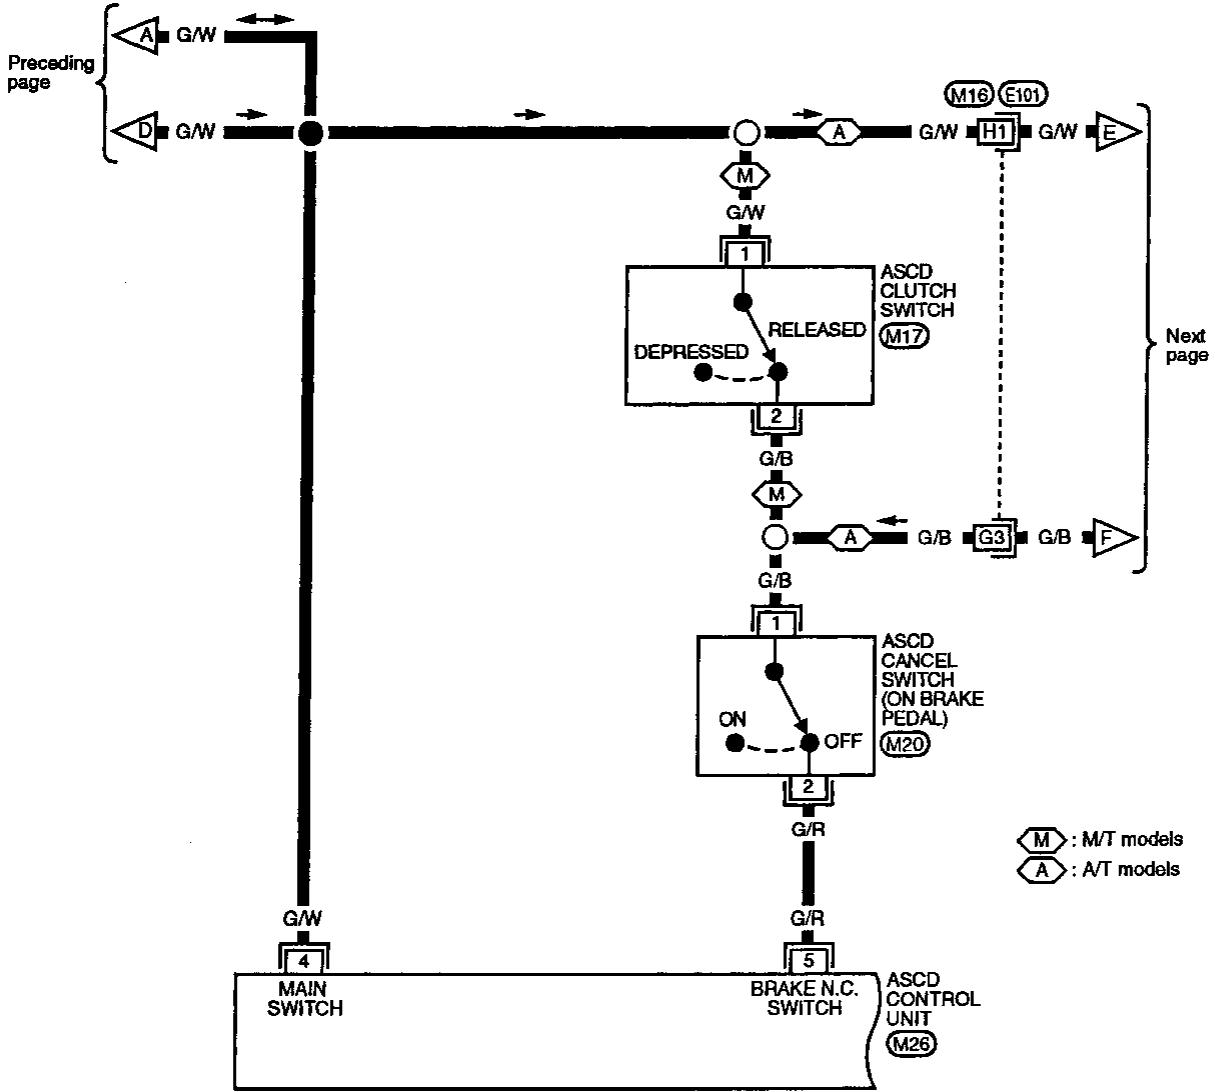 A G/W
Preceding
page
D G/W
M16 E101
A G/W H1 G/W E
M
G/W
1
ASCD
CLUTCH
SWITCH
M17
RELEASED
DEPRESSED
2
G/B
M
Next
page
A G/B G3 G/B F
G/B
1
ASCD
CANCEL
SWITCH
(ON BRAKE
PEDAL)
M20
ON
OFF
2
G/R
M : M/T models
A : A/T models
G/W
G/R
4
5
MAIN
SWITCH
BRAKE N.C.
SWITCH
ASCD
CONTROL
UNIT
M26